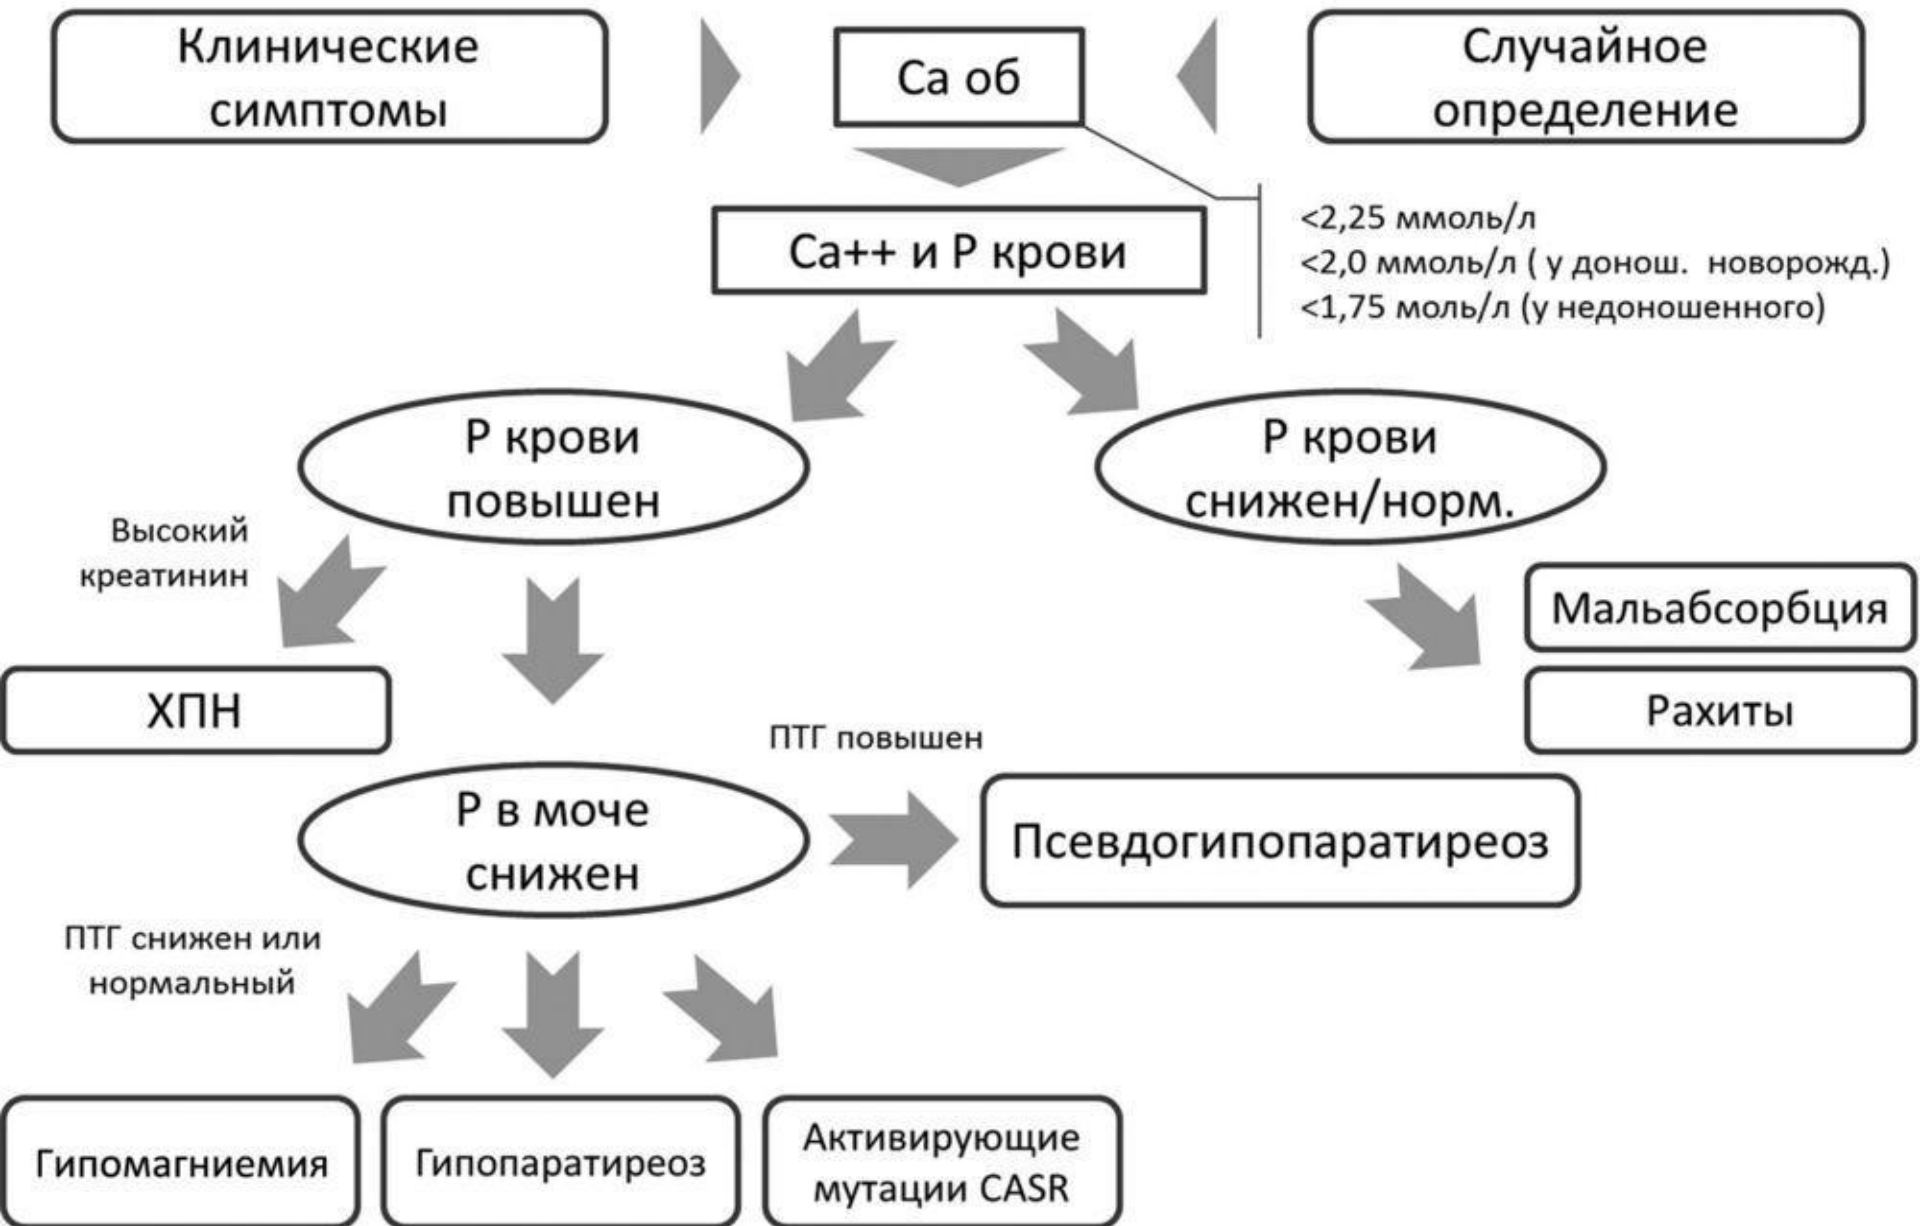 Клинические
симптомы
Са об
Случайное
определение
<2,25 ммоль/л
<2,0 ммоль/л ( у донош. новорожд.)
<1,75 моль/л (у недоношенного)
Са++ и Р крови
Р крови
повышен
Р крови
снижен/норм.
Высокий
креатинин
Мальабсорбция
ХПН
Рахиты
ПТГ повышен
Р в моче
снижен
Псевдогипопаратиреоз
ПТГ снижен или
нормальный
Гипомагниемия
Гипопаратиреоз
Активирующие
мутации CASR